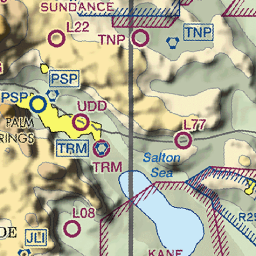 SUNDANCE
L22
TNP
TNP
PSP
PSP
UDD
PALM
RINGS
L77
TRM
TRM
Salton
Sea
L08
R25
JLI
KANE